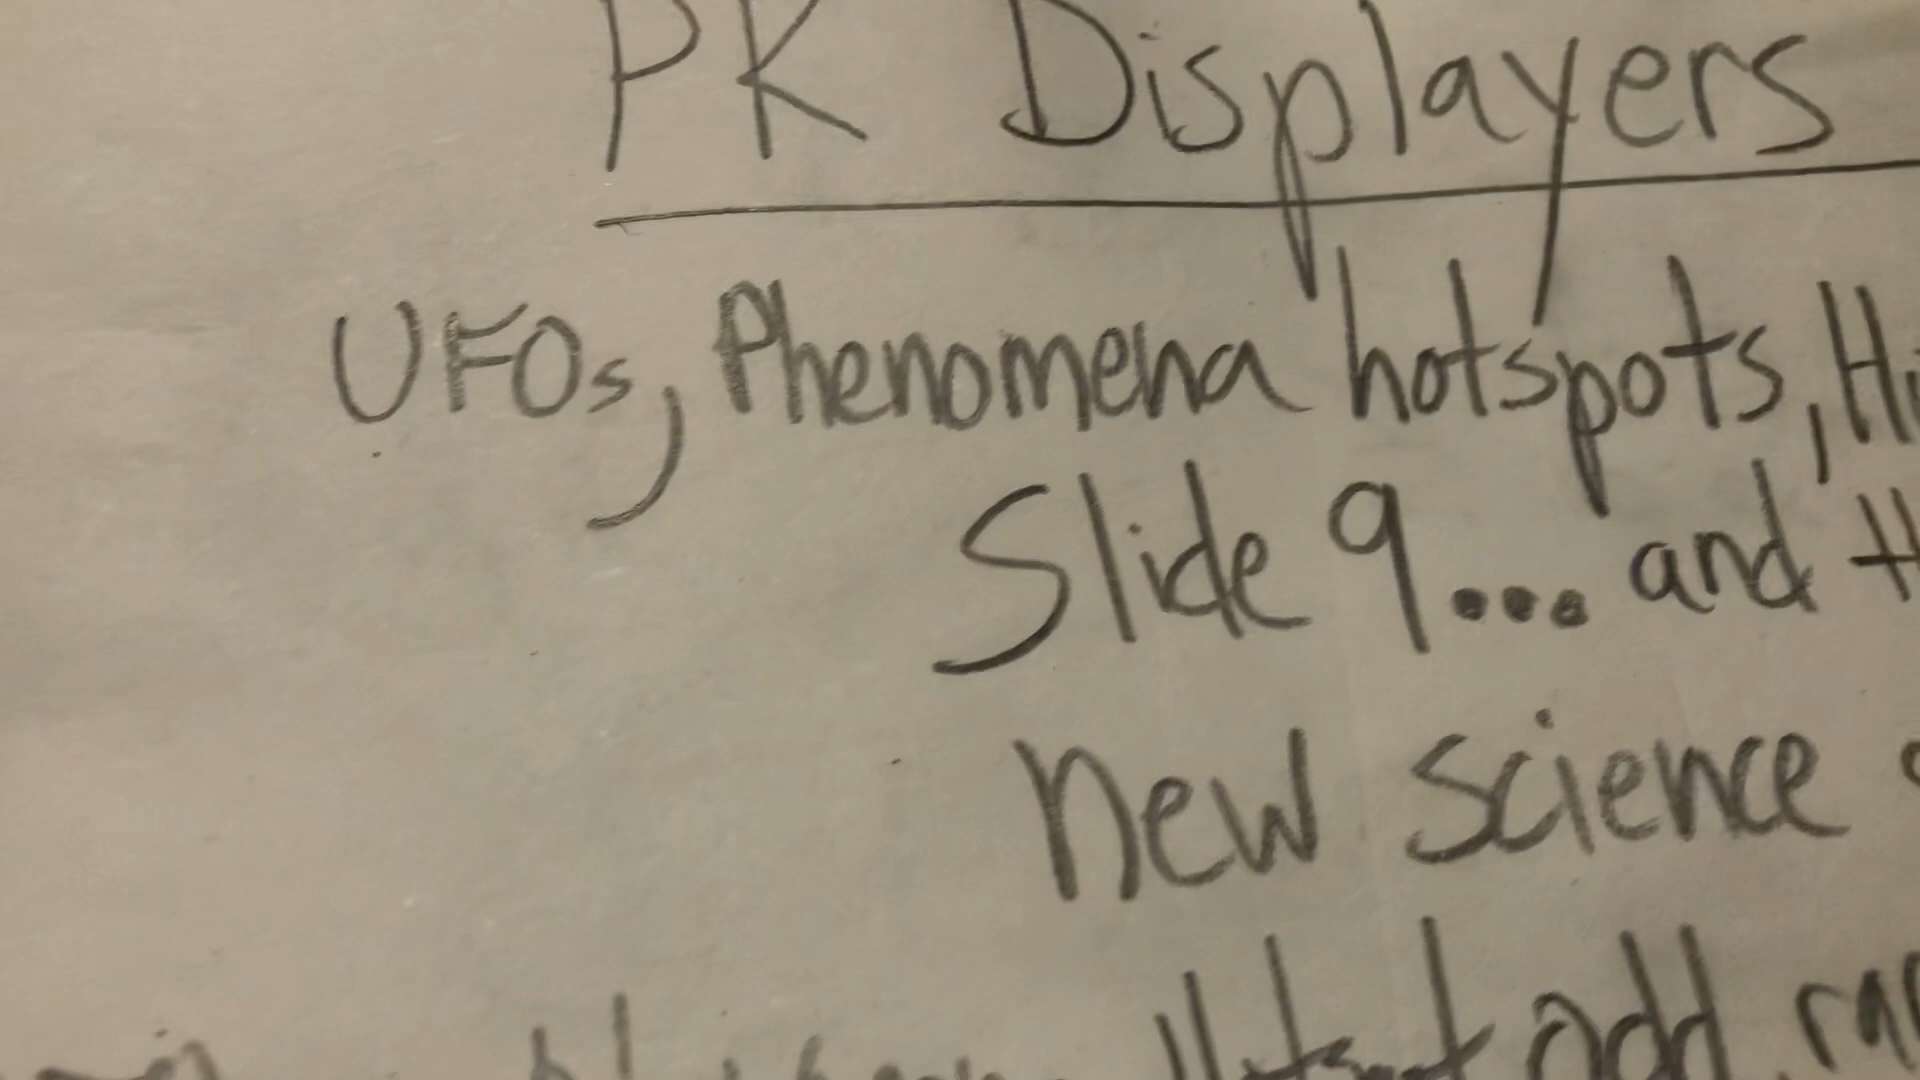 PK Displayers
UFOs, Phenomena hotspots,
Slide 9... and
new science
add